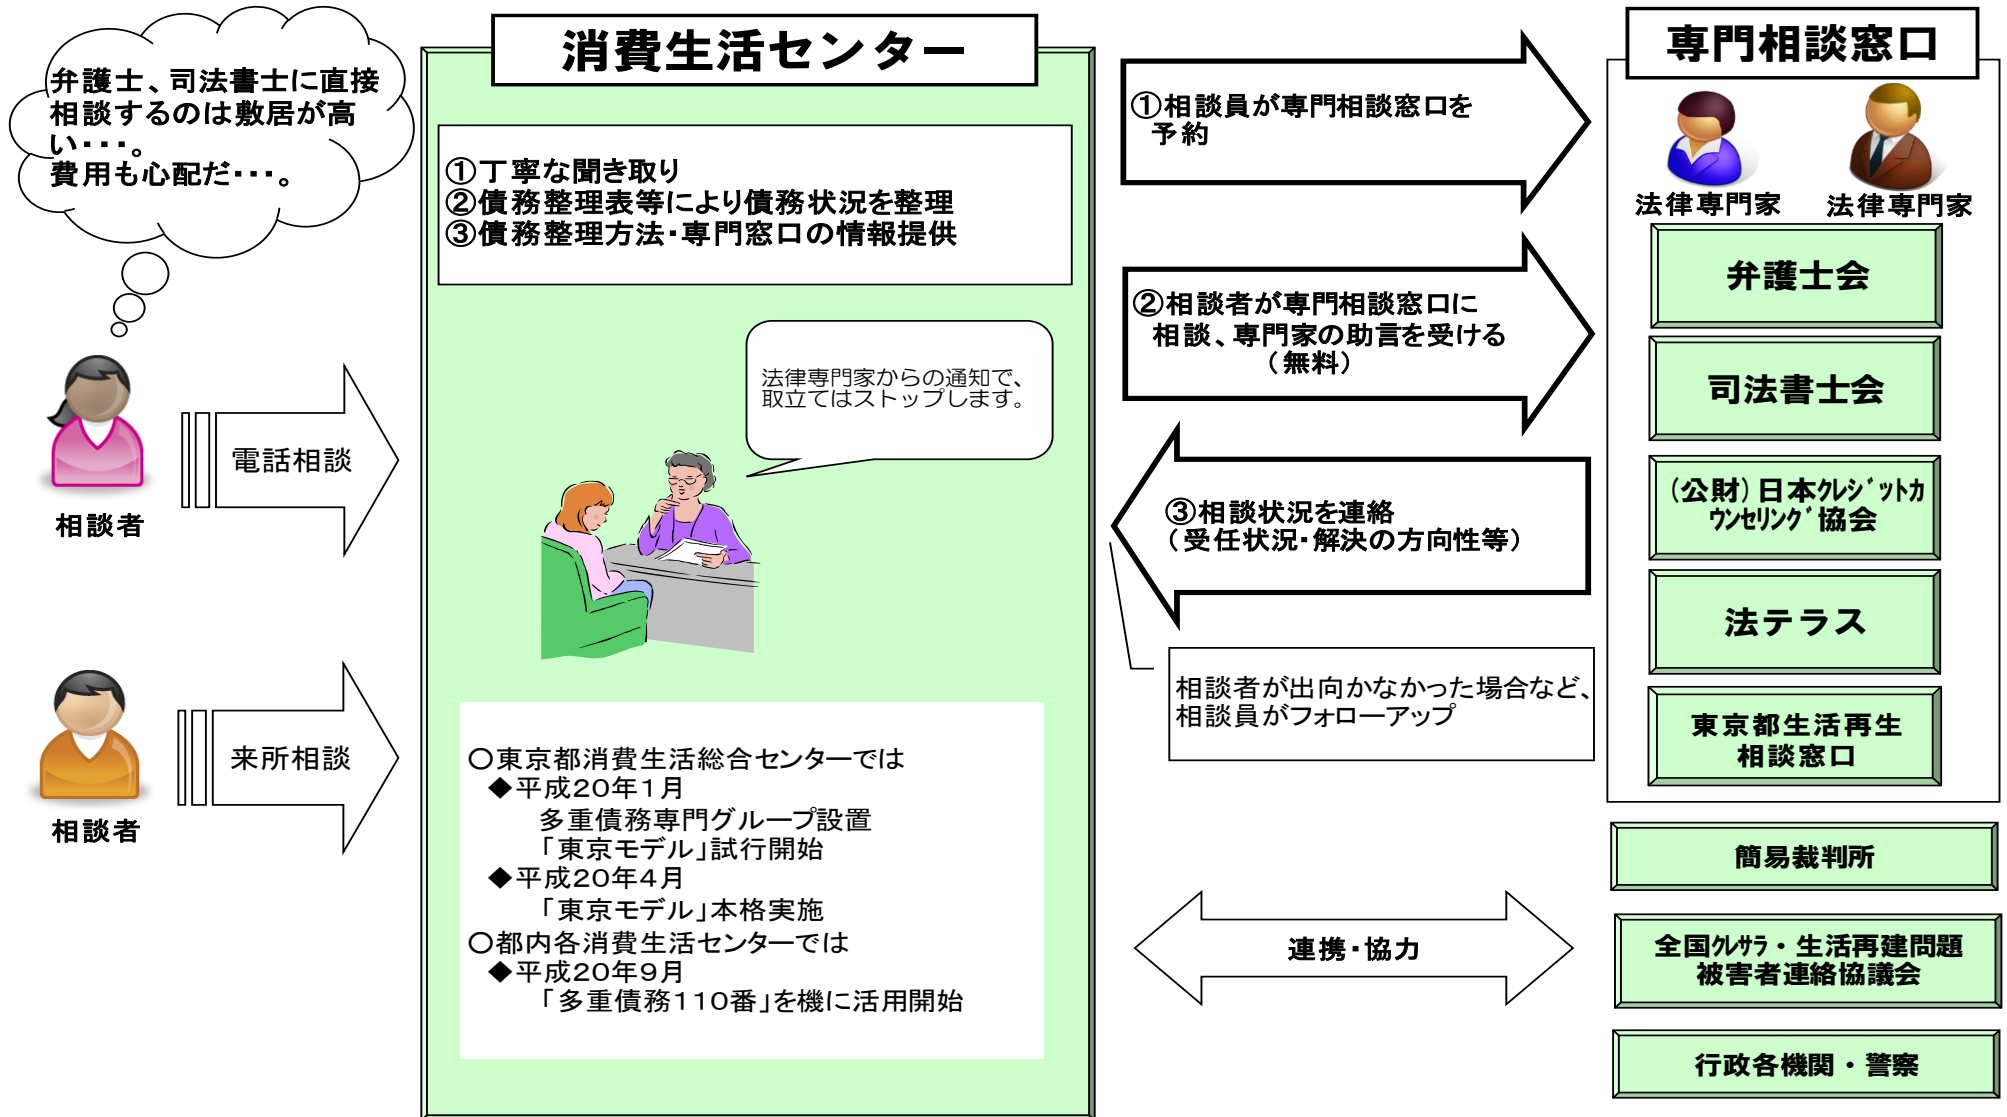 弁護士、司法書士に直接
相談するのは敷居が高
い・・・。
費用も心配だ・・・。
相談者
電話相談
相談者
来所相談
消費生活センター
①丁寧な聞き取り
②債務整理表等により債務状況を整理
③債務整理方法・専門窓口の情報提供
法律専門家からの通知で、
取立てはストップします。
○東京都消費生活総合センターでは
◆平成20年1月
多重債務専門グループ設置
「東京モデル」試行開始
◆平成20年4月
「東京モデル」本格実施
○都内各消費生活センターでは
◆平成20年9月
「多重債務110番」を機に活用開始
①相談員が専門相談窓口を
予約
②相談者が専門相談窓口に
相談、専門家の助言を受ける
（無料）
③相談状況を連絡
（受任状況・解決の方向性等）
相談者が出向かなかった場合など、
相談員がフォローアップ
連携・協力
専門相談窓口
法律専門家 法律専門家
弁護士会
司法書士会
（公財）日本ｸﾚｼﾞｯﾄｶ
ｳﾝｾﾘﾝｸﾞ協会
法テラス
東京都生活再生
相談窓口
簡易裁判所
全国ｸﾚｻﾗ・生活再建問題
被害者連絡協議会
行政各機関・警察